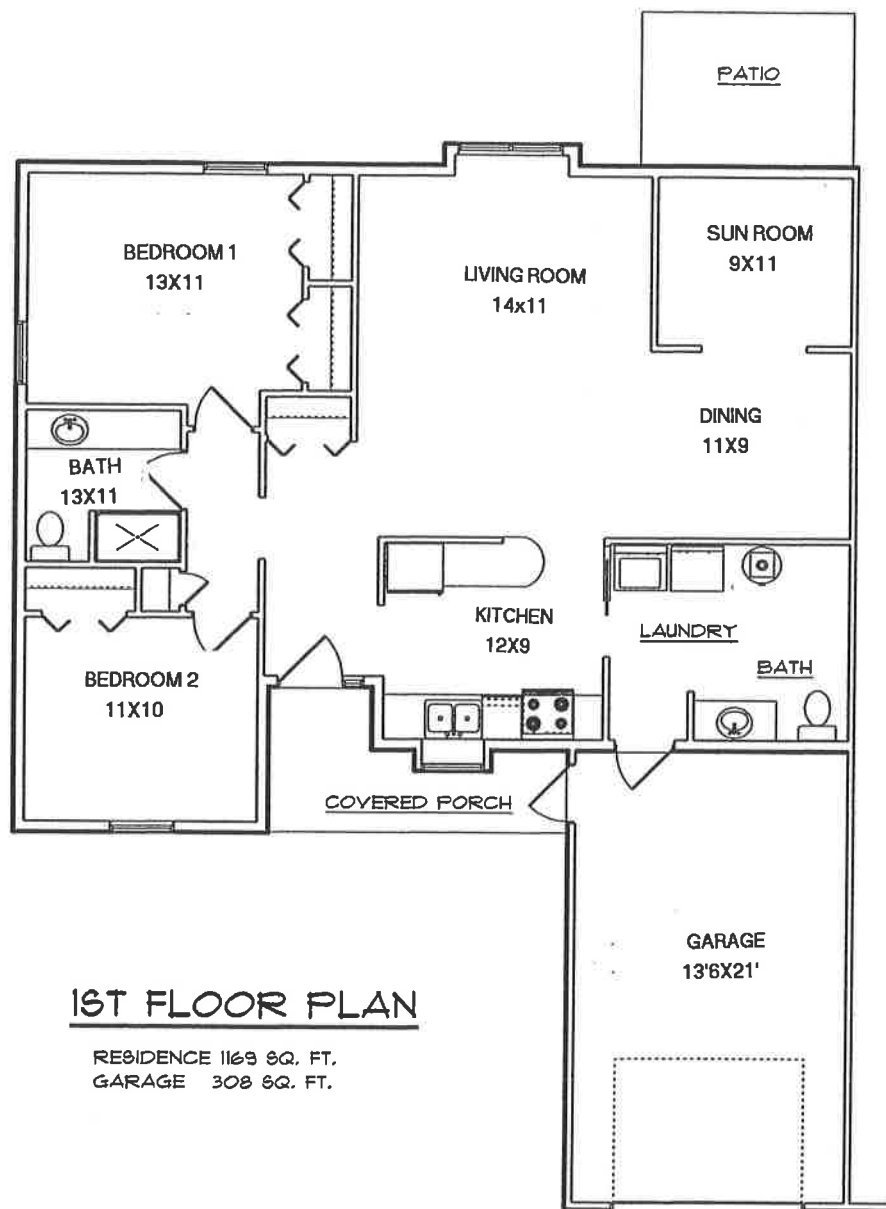 PATIO
BEDROOM 1
13X11
LIVING ROOM
14x11
SUN ROOM
9X11
DINING
11X9
BATH
13X11
KITCHEN
12X9
LAUNDRY
BATH
BEDROOM 2
11X10
COVERED PORCH
GARAGE
13'6X21'
1ST FLOOR PLAN
RESIDENCE 1169 SQ. FT.
GARAGE 308 SQ. FT.